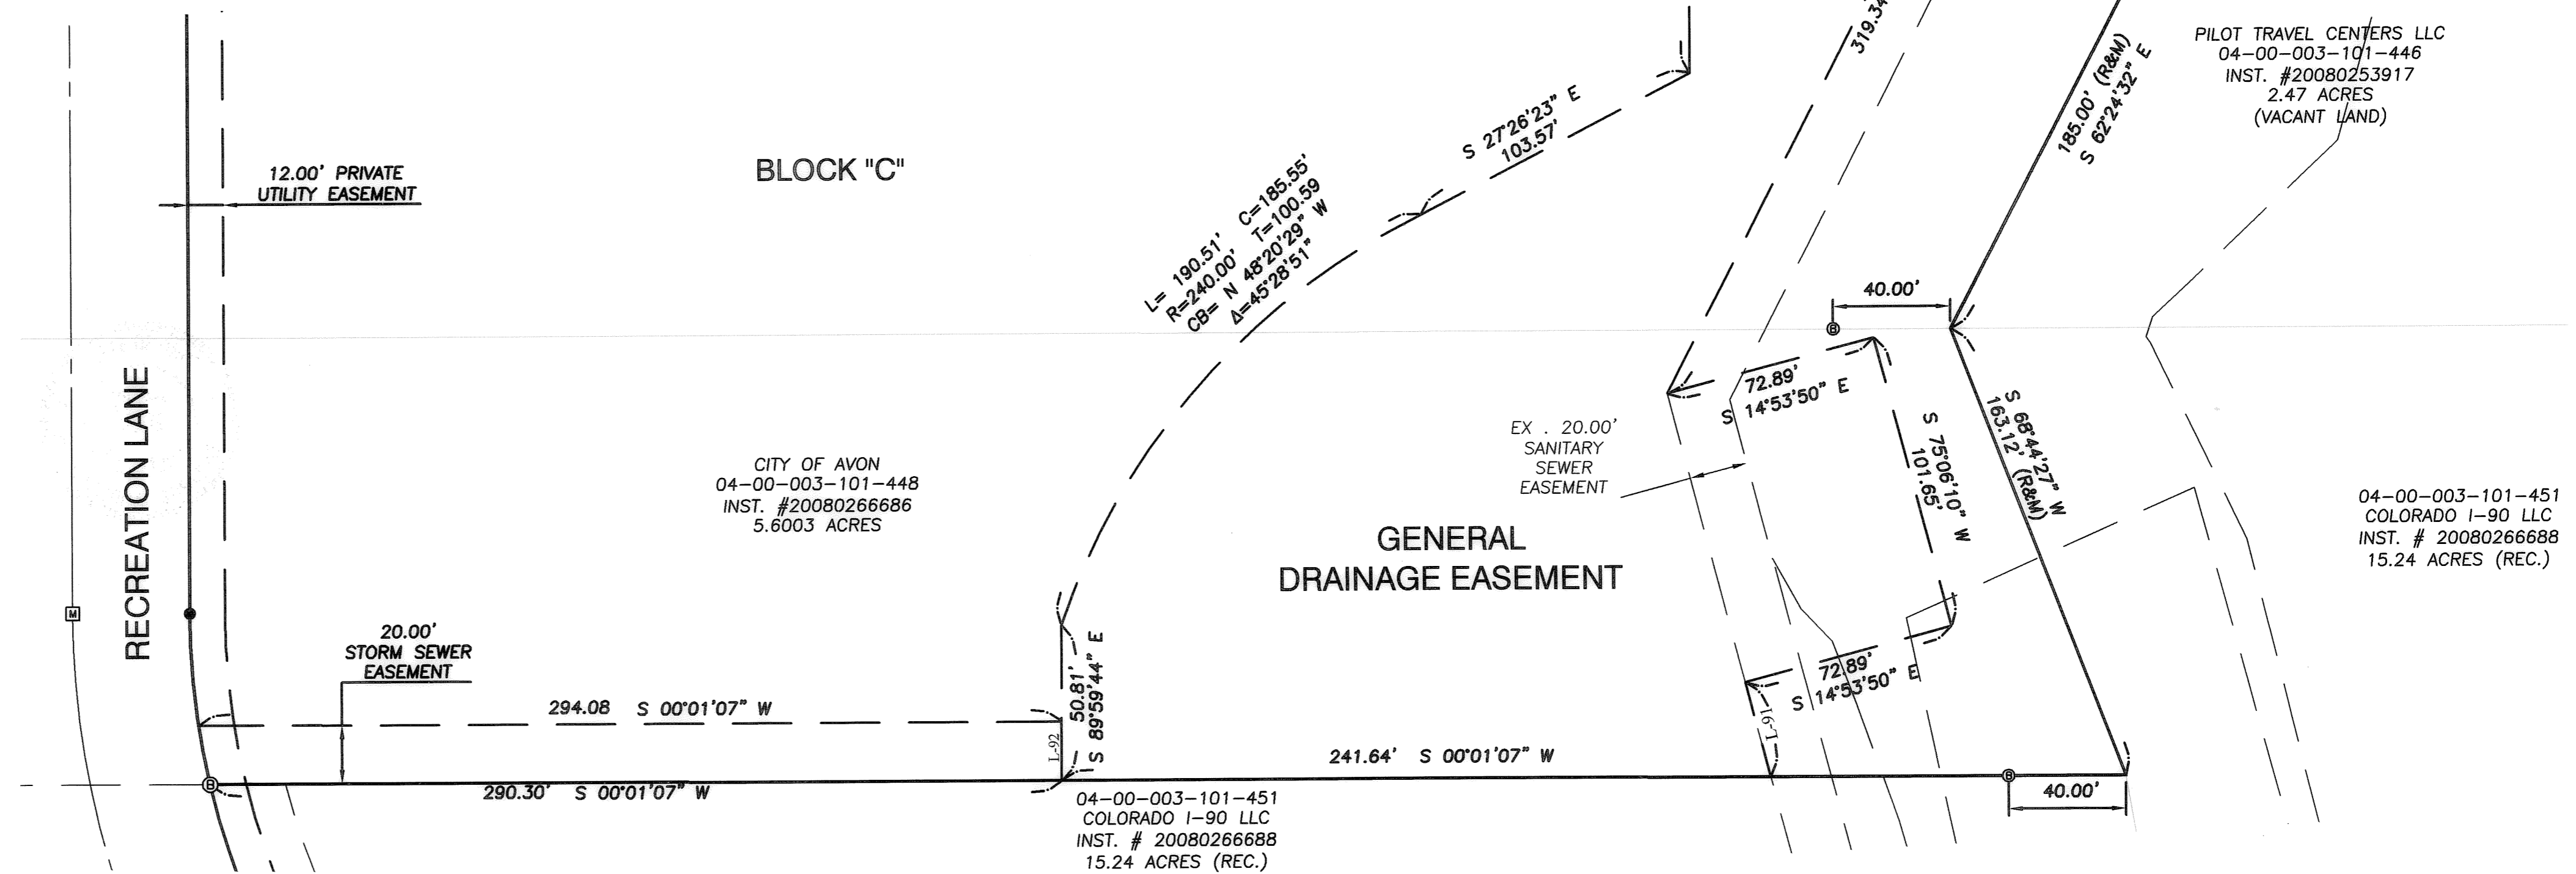 319.34
PILOT TRAVEL CENTERS LLC
04-00-003-101-446
INST. #20080253917
2.47 ACRES
(VACANT LAND)
185.00' (R&M)
S 62°24'32" E
S 27°26'23" E
103.57'
BLOCK "C"
12.00' PRIVATE
UTILITY EASEMENT
L= 190.51' C=185.55'
R=240.00' T=100.59
CB= N 48°20'29" W
Δ=45°28'51"
40.00'
B
72.89'
S 14°53'50" E
EX . 20.00'
SANITARY
SEWER
EASEMENT
S 75°06'10" W
101.65'
S 68°44'27" W
163.12' (R&M)
RECREATION LANE
CITY OF AVON
04-00-003-101-448
INST. #20080266686
5.6003 ACRES
GENERAL
DRAINAGE EASEMENT
04-00-003-101-451
COLORADO I-90 LLC
INST. # 20080266688
15.24 ACRES (REC.)
M
20.00'
STORM SEWER
EASEMENT
294.08 S 00°01'07" W
L-92
50.81'
S 89°59'44" E
72.89'
S 14°53'50" E
L-91
241.64' S 00°01'07" W
B
B
290.30' S 00°01'07" W
40.00'
04-00-003-101-451
COLORADO I-90 LLC
INST. # 20080266688
15.24 ACRES (REC.)